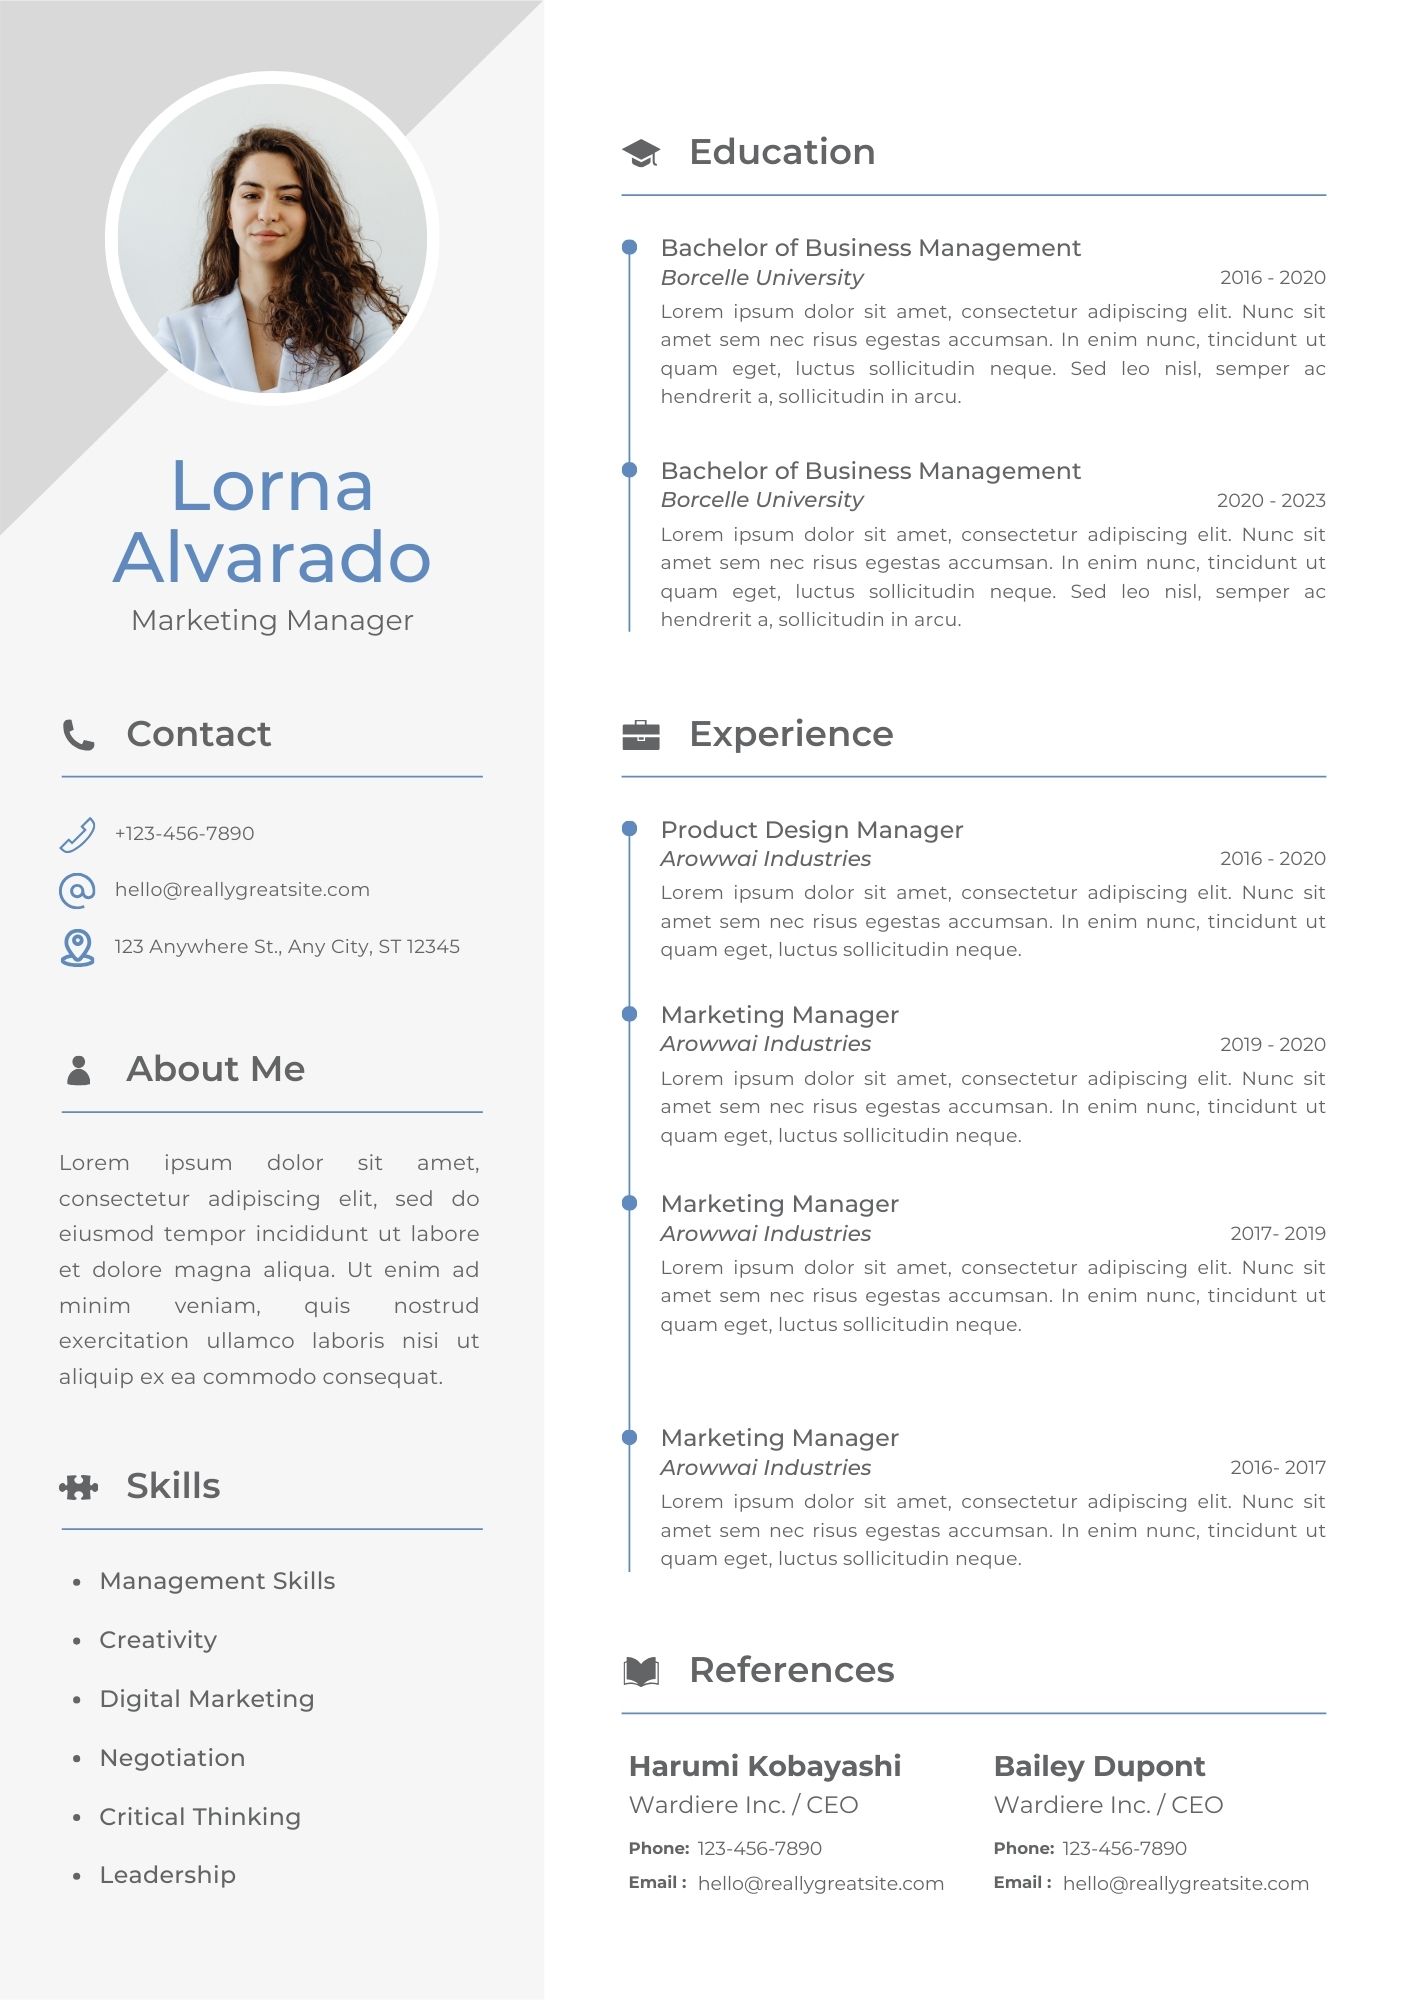 Lorna
Alvarado
Marketing Manager
Contact
+123-456-7890
hello@reallygreatsite.com
123 Anywhere St., Any City, ST 12345
About Me
Lorem ipsum dolor sit amet,
consectetur adipiscing elit, sed do
eiusmod tempor incididunt ut labore
et dolore magna aliqua. Ut enim ad
minim veniam, quis nostrud
exercitation ullamco laboris nisi ut
aliquip ex ea commodo consequat.
Skills
• Management Skills
• Creativity
• Digital Marketing
• Negotiation
• Critical Thinking
• Leadership
Education
Bachelor of Business Management
Borcelle University 2016 - 2020
Lorem ipsum dolor sit amet, consectetur adipiscing elit. Nunc sit
amet sem nec risus egestas accumsan. In enim nunc, tincidunt ut
quam eget, luctus sollicitudin neque. Sed leo nisl, semper ac
hendrerit a, sollicitudin in arcu.
Bachelor of Business Management
Borcelle University 2020 - 2023
Lorem ipsum dolor sit amet, consectetur adipiscing elit. Nunc sit
amet sem nec risus egestas accumsan. In enim nunc, tincidunt ut
quam eget, luctus sollicitudin neque. Sed leo nisl, semper ac
hendrerit a, sollicitudin in arcu.
Experience
Product Design Manager
Arowwai Industries 2016 - 2020
Lorem ipsum dolor sit amet, consectetur adipiscing elit. Nunc sit
amet sem nec risus egestas accumsan. In enim nunc, tincidunt ut
quam eget, luctus sollicitudin neque.
Marketing Manager
Arowwai Industries 2019 - 2020
Lorem ipsum dolor sit amet, consectetur adipiscing elit. Nunc sit
amet sem nec risus egestas accumsan. In enim nunc, tincidunt ut
quam eget, luctus sollicitudin neque.
Marketing Manager
Arowwai Industries 2017- 2019
Lorem ipsum dolor sit amet, consectetur adipiscing elit. Nunc sit
amet sem nec risus egestas accumsan. In enim nunc, tincidunt ut
quam eget, luctus sollicitudin neque.
Marketing Manager
Arowwai Industries 2016- 2017
Lorem ipsum dolor sit amet, consectetur adipiscing elit. Nunc sit
amet sem nec risus egestas accumsan. In enim nunc, tincidunt ut
quam eget, luctus sollicitudin neque.
References
Harumi Kobayashi
Wardiere Inc. / CEO
Phone: 123-456-7890
Email : hello@reallygreatsite.com
Bailey Dupont
Wardiere Inc. / CEO
Phone: 123-456-7890
Email : hello@reallygreatsite.com